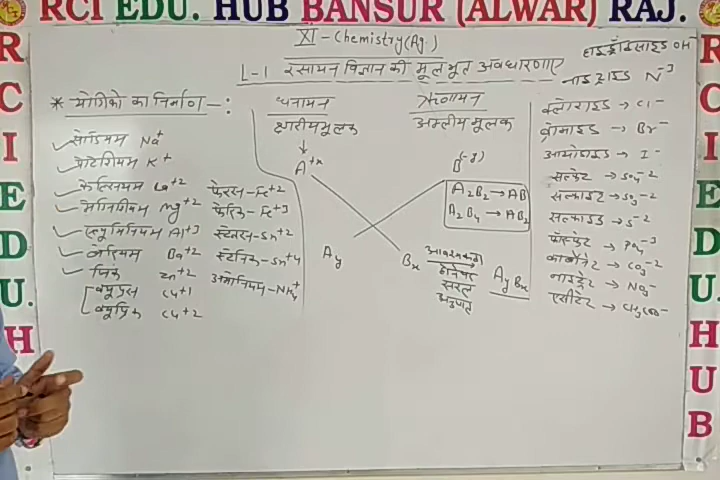 RCI EDU. HUB BANSUR (ALWAR) RAJ.
XI - Chemistry (Ag.)
L-1 रसायन विज्ञान की मूलभूत अवधारणाएं
* यौगिकों का निर्माण -:
सोडियम Na+
पोटेशियम K+
केल्सियम Ca+2
मैग्नीशियम Mg+2
एल्युमिनियम Al+3
बेरियम Ba+2
जिंक Zn+2
क्यूप्रस Cu+1
क्यूप्रिक Cu+2
फेरस - Fe+2
फेरिक - Fe+3
स्टेनस - Sn+2
स्टेनिक - Sn+4
अमोनियम - NH4+
धनायन
क्षारीय मूलक
↓
A+x
ऋणायन
अम्लीय मूलक
B(-y)
A2B2 → AB
A2B4 → AB2
Ay
Bx
आवश्यकता
होने पर
सरल
अनुपात
AyBx
हाइड्रॉक्साइड OH-
नाइट्राइड N-3
क्लोराइड → Cl-
ब्रोमाइड → Br-
आयोडाइड → I-
सल्फेट → SO4-2
सल्फाइट → SO3-2
सल्फाइड → S-2
फॉस्फेट → PO4-3
कार्बोनेट → CO3-2
नाइट्रेट → NO3-
एसीटेट → CH3COO-
R
C
I
E
D
U.
H
R
C
I
E
D
U.
H
U
B